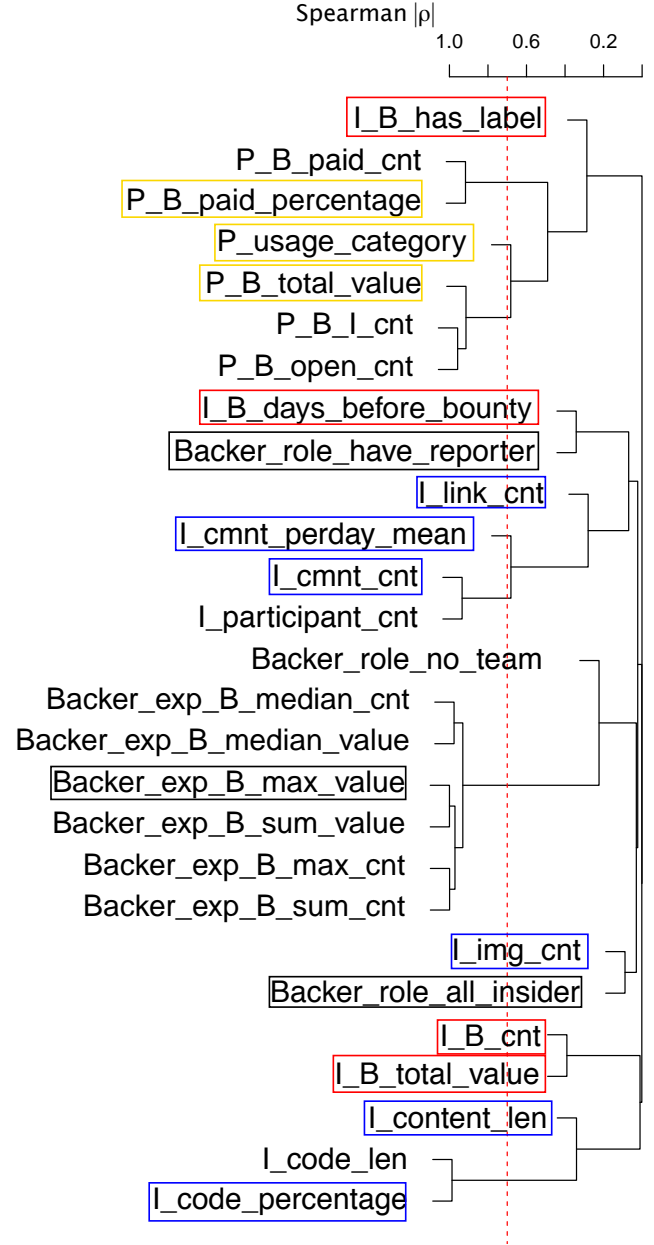 Spearman |ρ|
1.0 0.6 0.2
I_B_has_label
P_B_paid_cnt
P_B_paid_percentage
P_usage_category
P_B_total_value
P_B_I_cnt
P_B_open_cnt
I_B_days_before_bounty
Backer_role_have_reporter
I_link_cnt
I_cmnt_perday_mean
I_cmnt_cnt
I_participant_cnt
Backer_role_no_team
Backer_exp_B_median_cnt
Backer_exp_B_median_value
Backer_exp_B_max_value
Backer_exp_B_sum_value
Backer_exp_B_max_cnt
Backer_exp_B_sum_cnt
I_img_cnt
Backer_role_all_insider
I_B_cnt
I_B_total_value
I_content_len
I_code_len
I_code_percentage